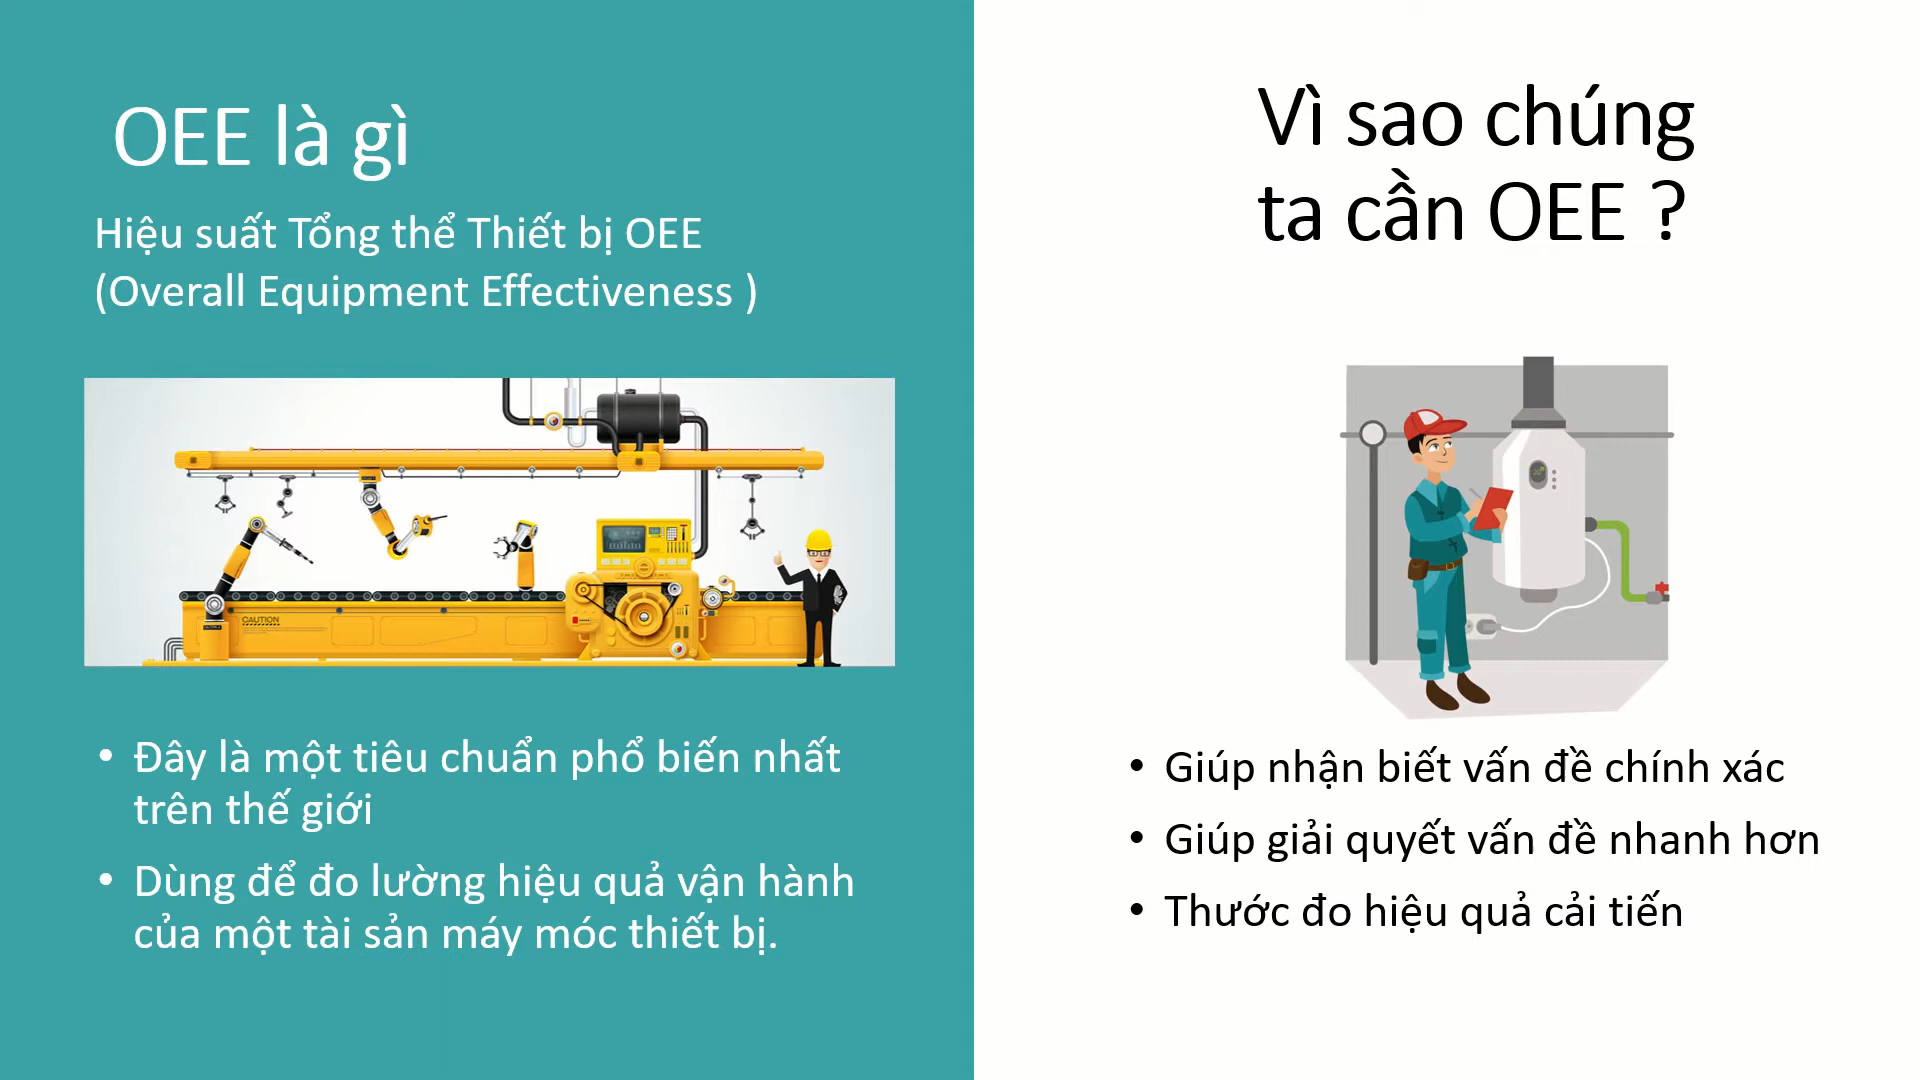 OEE là gì
Hiệu suất Tổng thể Thiết bị OEE
(Overall Equipment Effectiveness )
CAUTION
• Đây là một tiêu chuẩn phổ biến nhất
trên thế giới
• Dùng để đo lường hiệu quả vận hành
của một tài sản máy móc thiết bị.
Vì sao chúng
ta cần OEE ?
• Giúp nhận biết vấn đề chính xác
• Giúp giải quyết vấn đề nhanh hơn
• Thước đo hiệu quả cải tiến